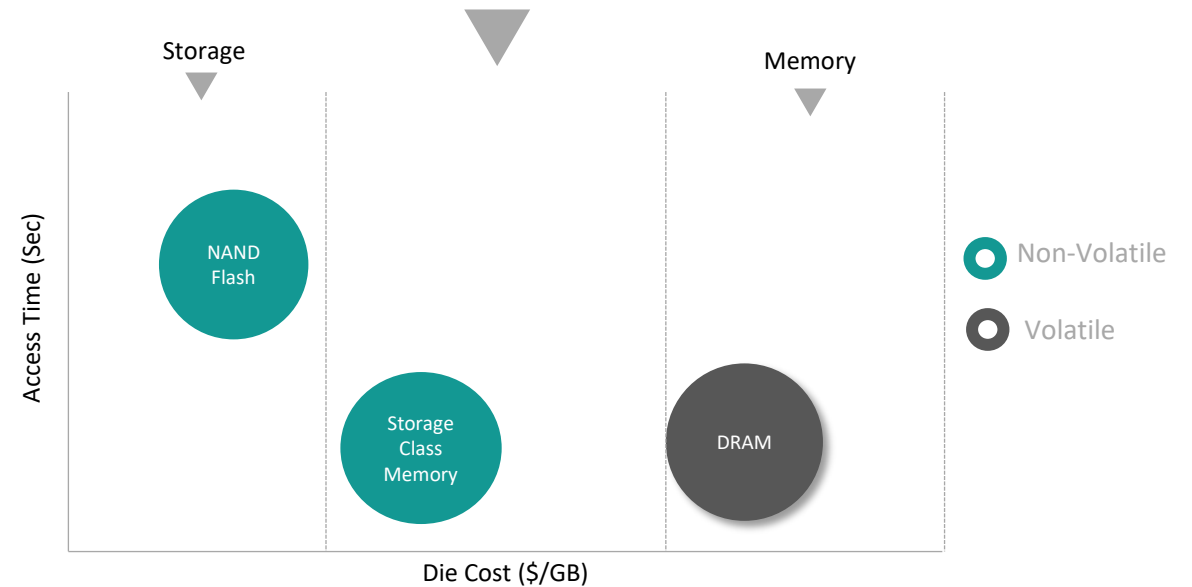 Storage
Memory
Access Time (Sec)
NAND
Flash
Storage
Class
Memory
DRAM
Non-Volatile
Volatile
Die Cost ($/GB)